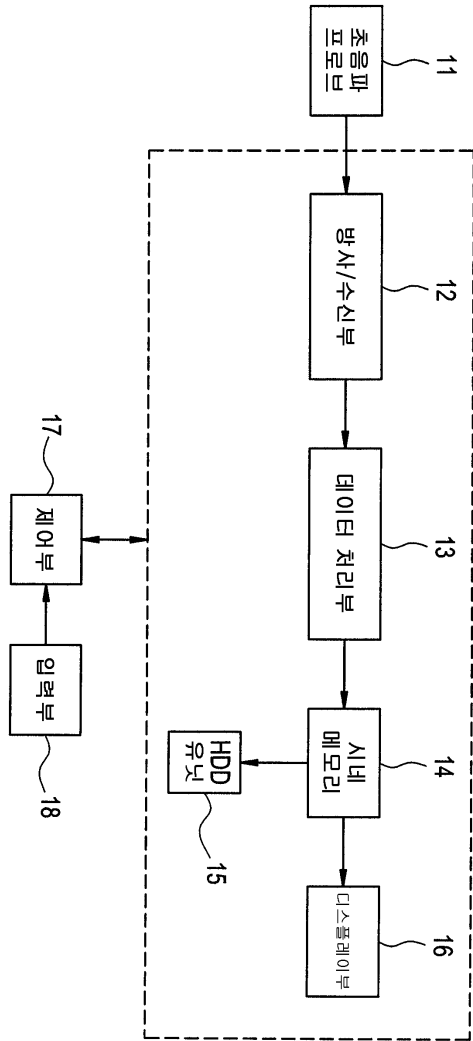 11
초음파
프로브
12
방사/수신부
13
데이터 처리부
14
시네
메모리
HDD
유닛
15
16
디스플레이부
17
제어부
입력부
18